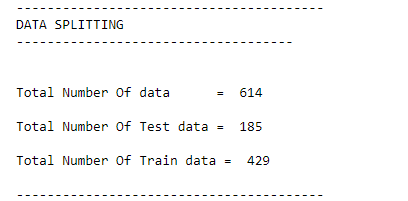 ----------------------------------------
DATA SPLITTING
------------------------------------
Total Number Of data      =  614
Total Number Of Test data =  185
Total Number Of Train data =  429
----------------------------------------